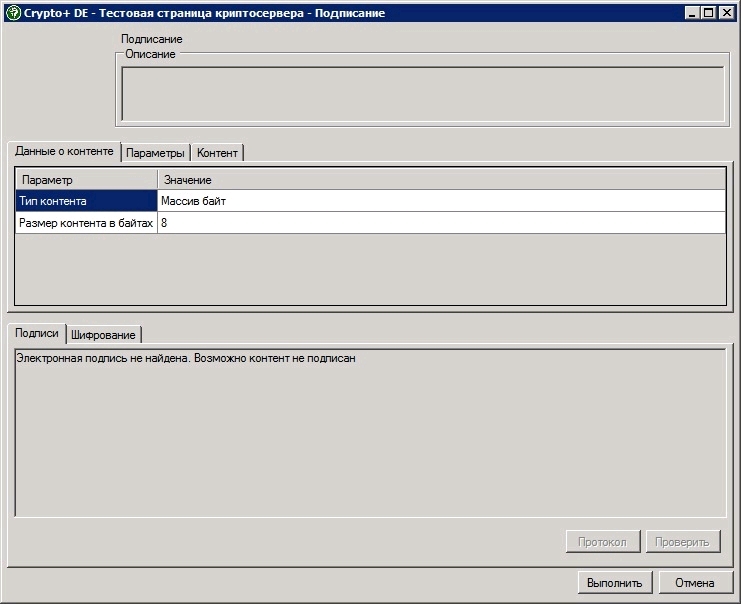 Crypto+ DE - Тестовая страница криптосервера - Подписание
Подписание
Описание
Данные о контенте Параметры Контент
Параметр Значение
Тип контента Массив байт
Размер контента в байтах 8
Подписи Шифрование
Электронная подпись не найдена. Возможно контент не подписан
Протокол Проверить
Выполнить Отмена